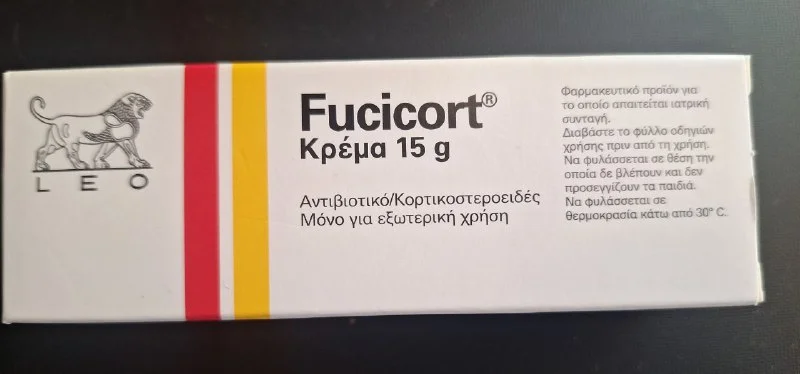 LEO
Fucicort®
Κρέμα 15 g
Αντιβιοτικό/Κορτικοστεροειδές
Μόνο για εξωτερική χρήση
Φαρμακευτικό προϊόν για
το οποίο απαιτείται ιατρική
συνταγή.
Διαβάστε το φύλλο οδηγιών
χρήσης πριν από τη χρήση.
Να φυλάσσεται σε θέση την
οποία δε βλέπουν και δεν
προσεγγίζουν τα παιδιά.
Να φυλάσσεται σε
θερμοκρασία κάτω από 30° C.